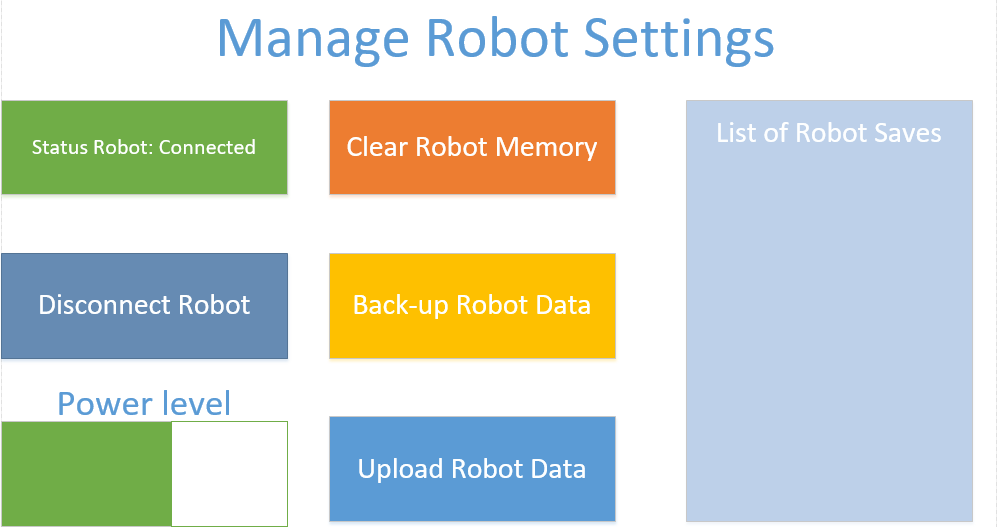 Manage Robot Settings
Status Robot: Connected
Clear Robot Memory
List of Robot Saves
Disconnect Robot
Back-up Robot Data
Power level
Upload Robot Data